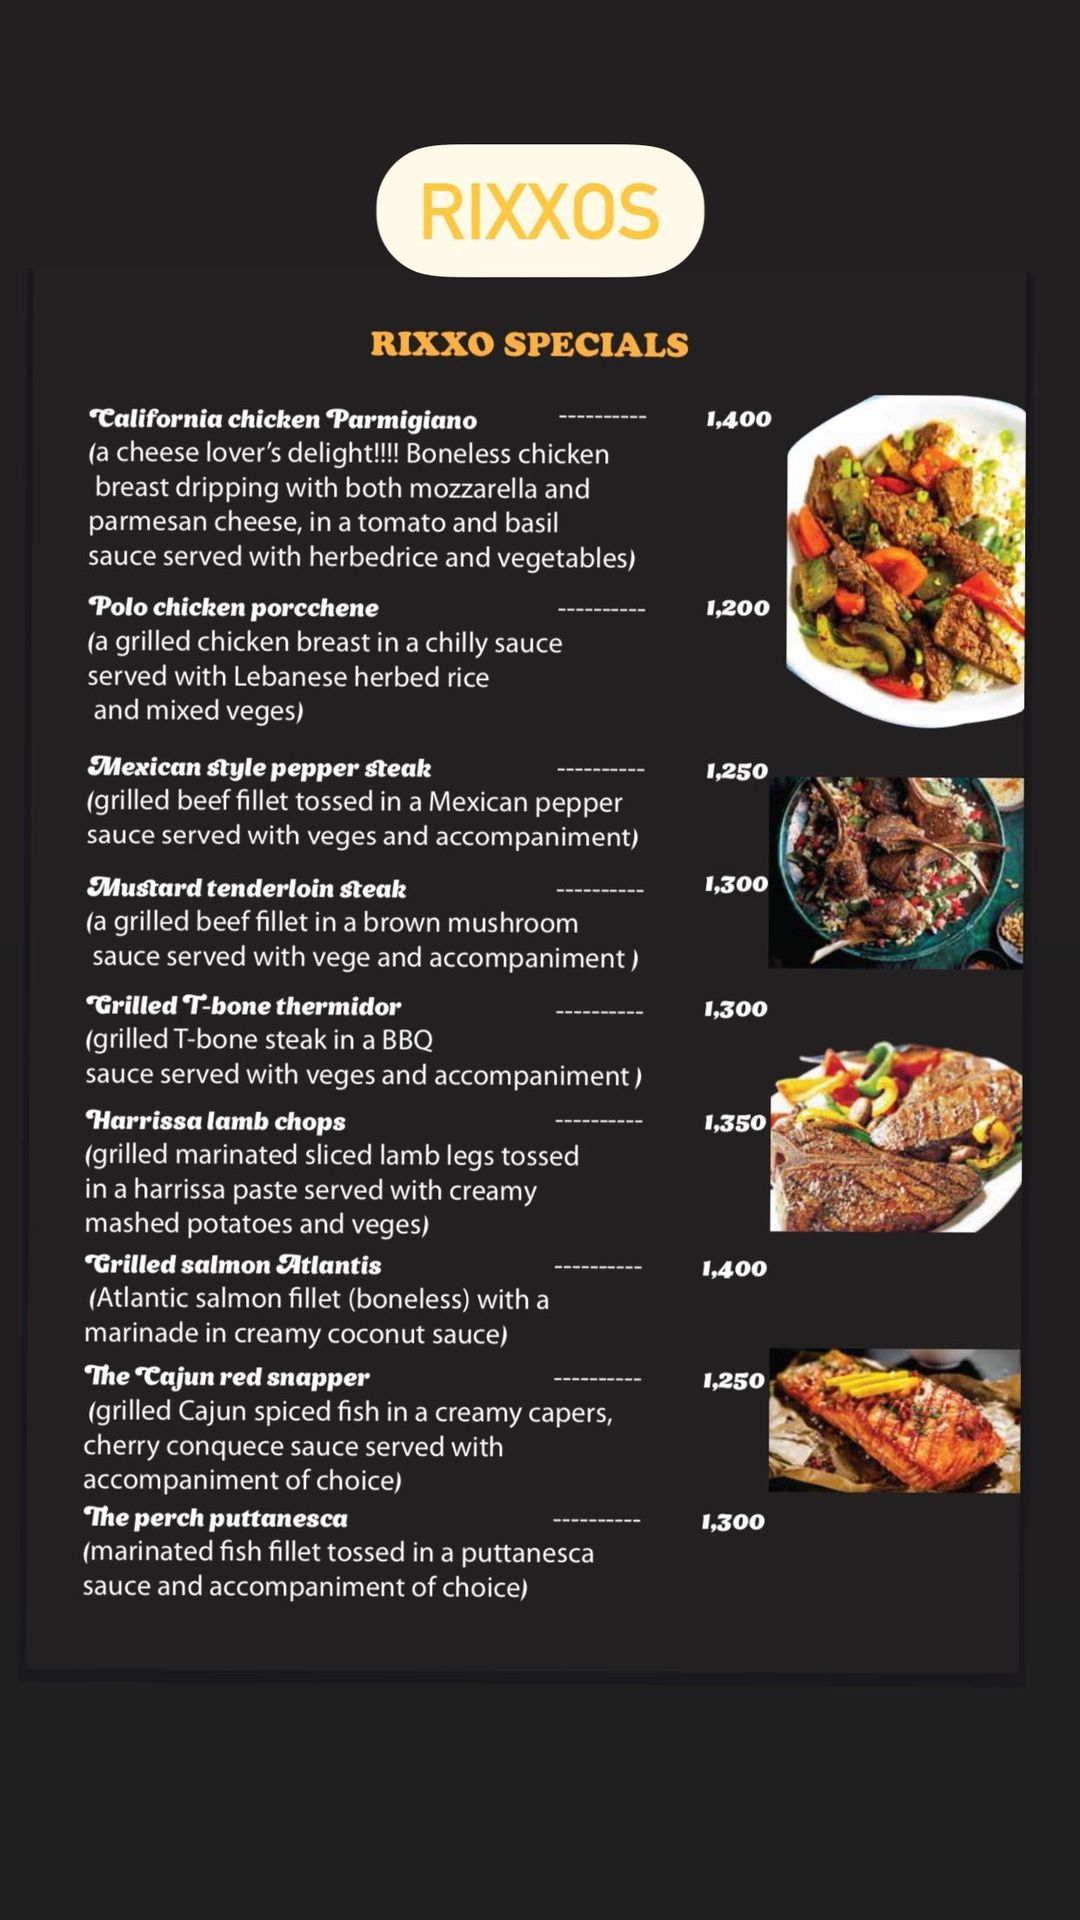 RIXXOS
RIXXO SPECIALS
California chicken Parmigiano ---------- 1,400
(a cheese lover's delight!!!! Boneless chicken
breast dripping with both mozzarella and
parmesan cheese, in a tomato and basil
sauce served with herbedrice and vegetables)
Polo chicken porcchene ---------- 1,200
(a grilled chicken breast in a chilly sauce
served with Lebanese herbed rice
and mixed veges)
Mexican style pepper steak ---------- 1,250
(grilled beef fillet tossed in a Mexican pepper
sauce served with veges and accompaniment)
Mustard tenderloin steak ---------- 1,300
(a grilled beef fillet in a brown mushroom
sauce served with vege and accompaniment )
Grilled T-bone thermidor ---------- 1,300
(grilled T-bone steak in a BBQ
sauce served with veges and accompaniment )
Harrissa lamb chops ---------- 1,350
(grilled marinated sliced lamb legs tossed
in a harrissa paste served with creamy
mashed potatoes and veges)
Grilled salmon Atlantis ---------- 1,400
(Atlantic salmon fillet (boneless) with a
marinade in creamy coconut sauce)
The Cajun red snapper ---------- 1,250
(grilled Cajun spiced fish in a creamy capers,
cherry conquece sauce served with
accompaniment of choice)
The perch puttanesca ---------- 1,300
(marinated fish fillet tossed in a puttanesca
sauce and accompaniment of choice)